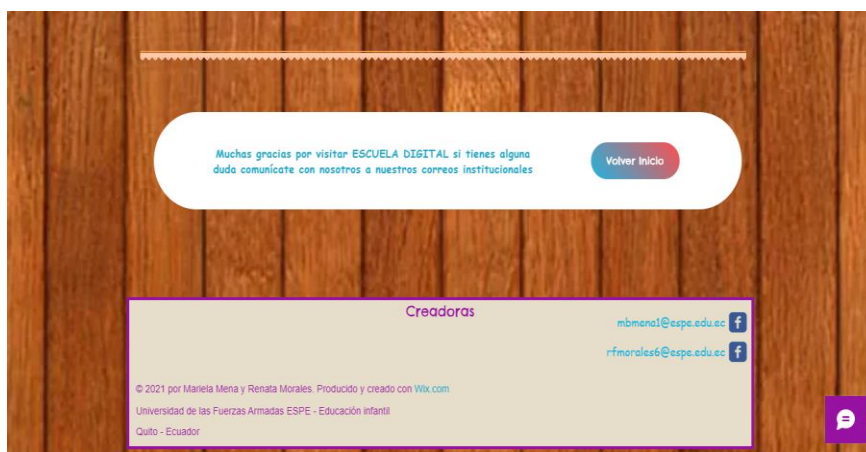 Muchas gracias por visitar ESCUELA DIGITAL si tienes alguna
duda comunícate con nosotros a nuestros correos institucionales
Volver Inicio
Creadoras
mbmena1@espe.edu.ec
rfmorales6@espe.edu.ec
© 2021 por Mariela Mena y Renata Morales. Producido y creado con Wix.com
Universidad de las Fuerzas Armadas ESPE - Educación infantil
Quito - Ecuador